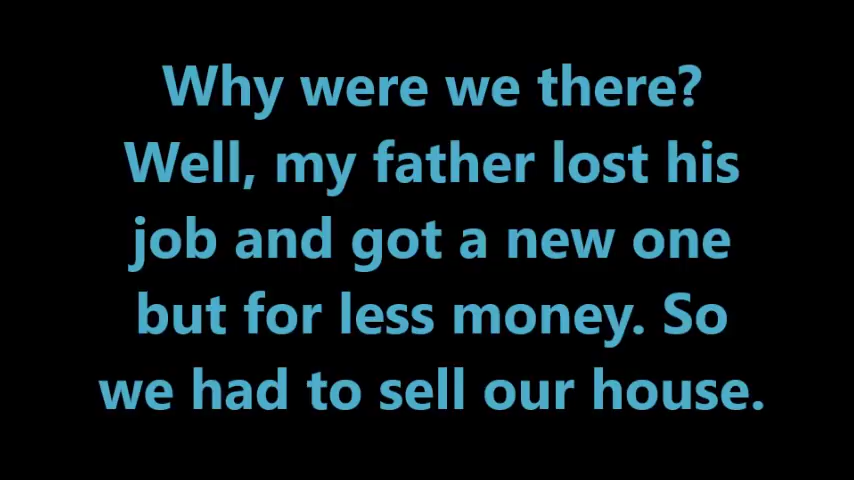 Why were we there?
Well, my father lost his
job and got a new one
but for less money. So
we had to sell our house.